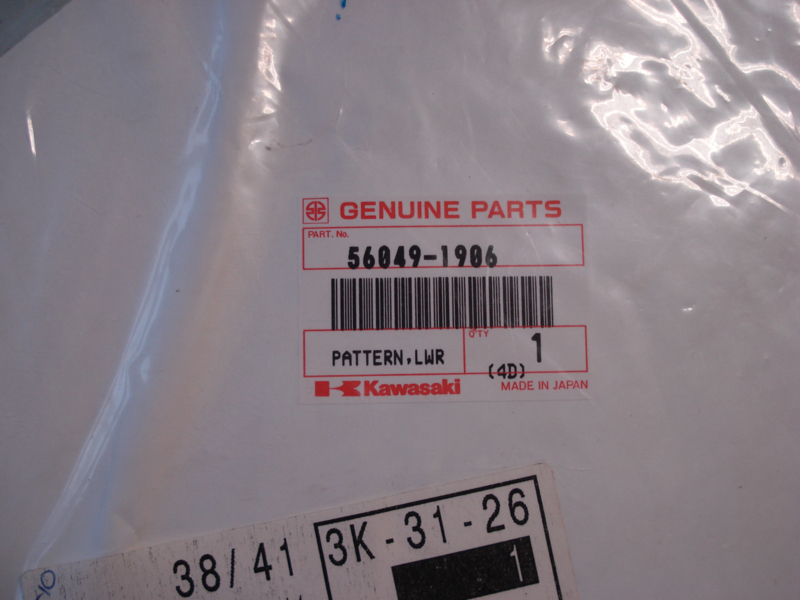 GENUINE PARTS
PART. No.
56049-1906
PATTERN,LWR
Q'TY
1
(4D)
Kawasaki
MADE IN JAPAN
3K-31-26
38/41
1